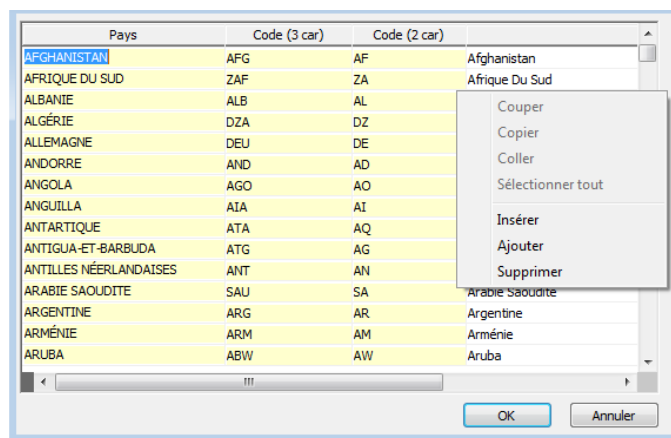 Pays Code (3 car) Code (2 car)
AFGHANISTAN AFG AF Afghanistan
AFRIQUE DU SUD ZAF ZA Afrique Du Sud
ALBANIE ALB AL
ALGÉRIE DZA DZ
ALLEMAGNE DEU DE
ANDORRE AND AD
ANGOLA AGO AO
ANGUILLA AIA AI
ANTARTIQUE ATA AQ
ANTIGUA-ET-BARBUDA ATG AG
ANTILLES NÉERLANDAISES ANT AN
ARABIE SAOUDITE SAU SA Arabie Saoudite
ARGENTINE ARG AR Argentine
ARMÉNIE ARM AM Arménie
ARUBA ABW AW Aruba
Couper
Copier
Coller
Sélectionner tout
Insérer
Ajouter
Supprimer
OK Annuler